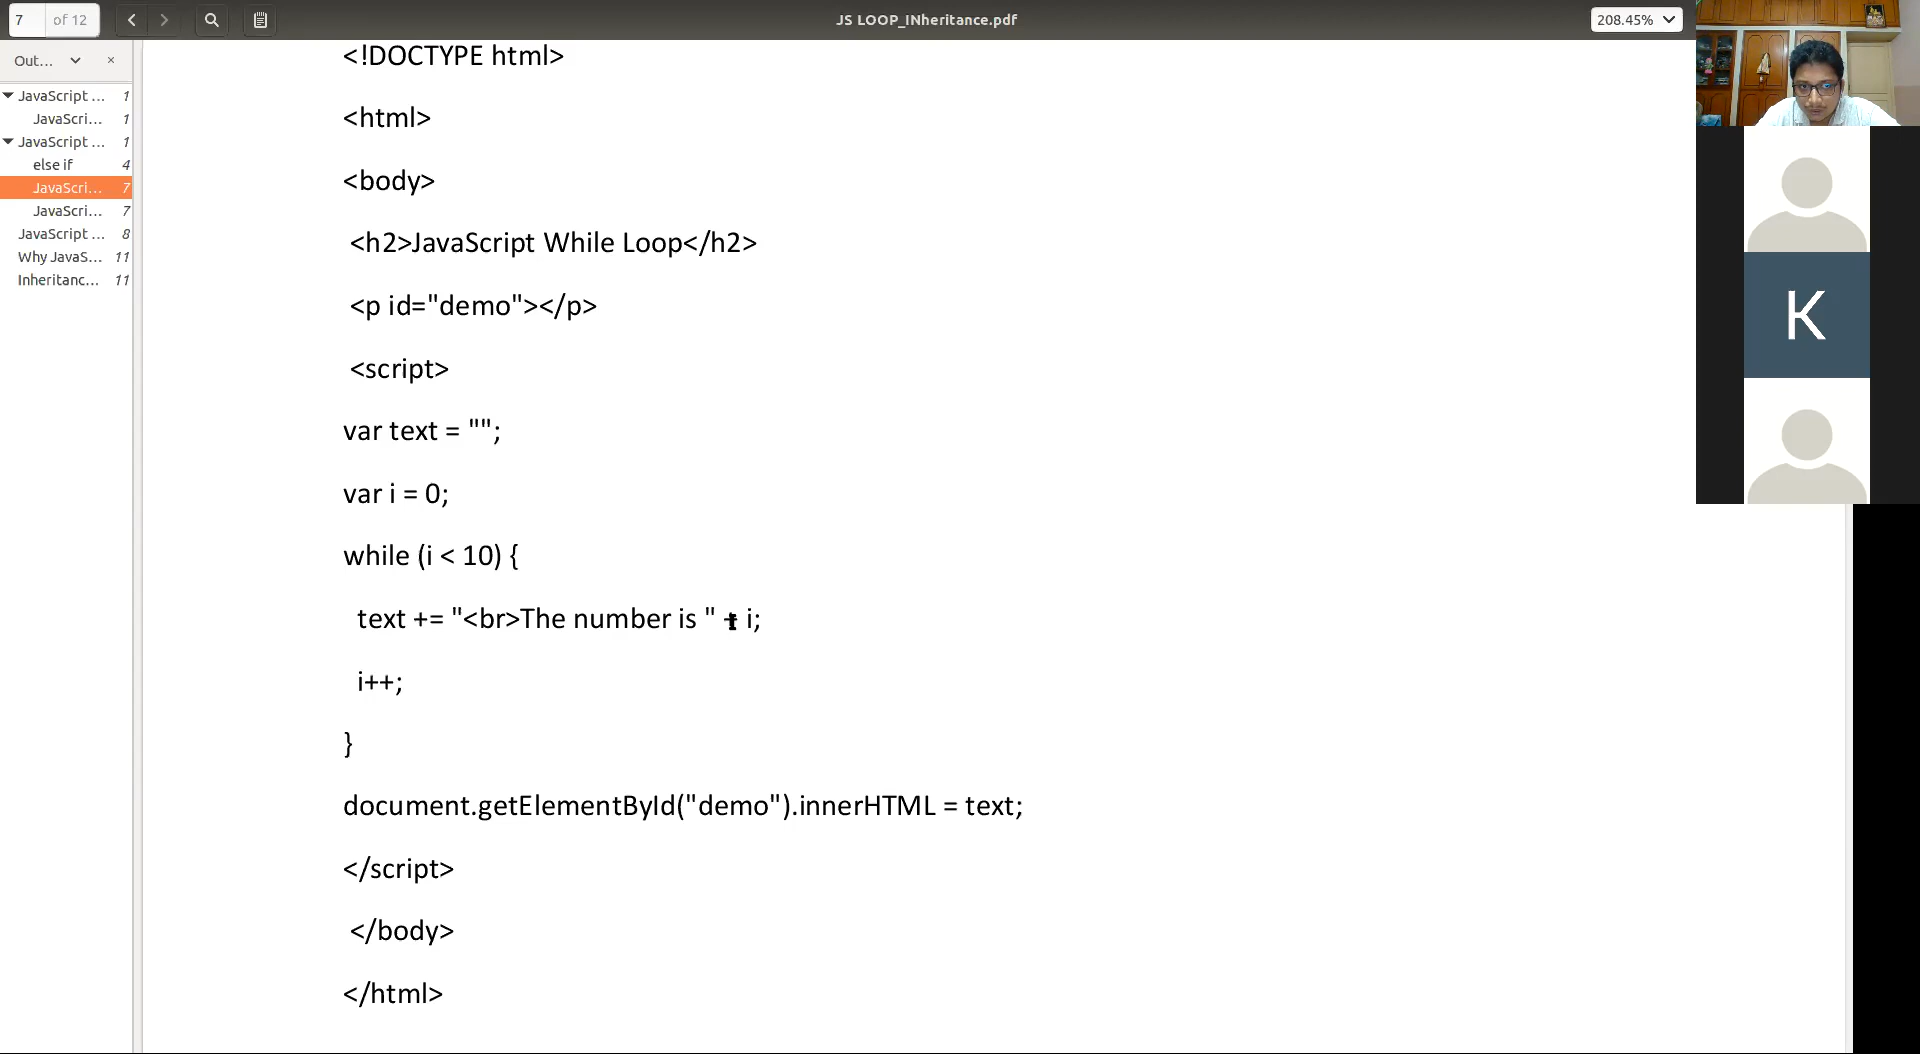 7 of 12
JS LOOP_INheritance.pdf
208.45%
Out...
JavaScript ... 1
JavaScri... 1
JavaScript ... 1
else if 4
JavaScri... 7
JavaScri... 7
JavaScript ... 8
Why JavaS... 11
Inheritanc... 11
<!DOCTYPE html>
<html>
<body>
<h2>JavaScript While Loop</h2>
<p id="demo"></p>
<script>
var text = "";
var i = 0;
while (i < 10) {
text += "<br>The number is " + i;
i++;
}
document.getElementById("demo").innerHTML = text;
</script>
</body>
</html>
K